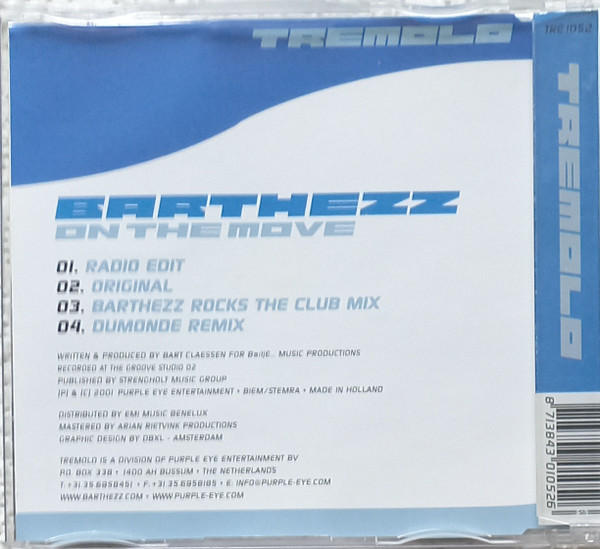 TREMOLO
TRE1052
TREMOLO
BARTHEZZ
ON THE MOVE
01. RADIO EDIT
02. ORIGINAL
03. BARTHEZZ ROCKS THE CLUB MIX
04. DUMONDE REMIX
WRITTEN & PRODUCED BY BART CLAESSEN FOR Baitje... MUSIC PRODUCTIONS
RECORDED AT THE GROOVE STUDIO 02
PUBLISHED BY STRENGHOLT MUSIC GROUP
(P) & (C) 2001 PURPLE EYE ENTERTAINMENT • BIEM/STEMRA • MADE IN HOLLAND
DISTRIBUTED BY EMI MUSIC BENELUX
MASTERED BY ARJAN RIETVINK PRODUCTIONS
GRAPHIC DESIGN BY DBXL - AMSTERDAM
TREMOLO IS A DIVISION OF PURPLE EYE ENTERTAINMENT BV
P.O. BOX 338 • 1400 AH BUSSUM • THE NETHERLANDS
T: +31.35.6958451 • F: +31.35.6958185 • E: INFO@PURPLE-EYE.COM
WWW.BARTHEZZ.COM • WWW.PURPLE-EYE.COM
8 713843 010526